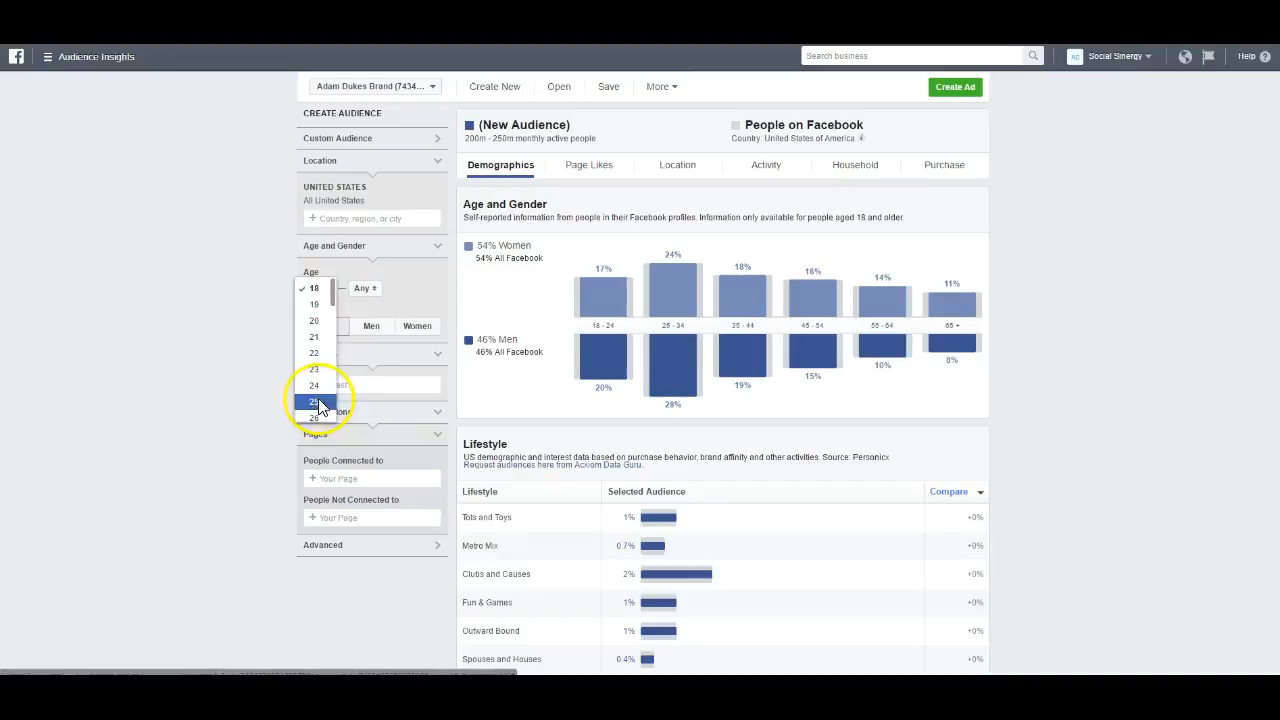 Audience Insights
Search business
Social Sinergy
Help
Adam Dukes Brand (7434...
Create New
Open
Save
More
Create Ad
CREATE AUDIENCE
Custom Audience
Location
UNITED STATES
All United States
+ Country, region, or city
Age and Gender
Age
18
Any
19
20
21
22
23
24
25
26
Men
Women
Pages
People Connected to
+ Your Page
People Not Connected to
+ Your Page
Advanced
(New Audience)
200m - 250m monthly active people
People on Facebook
Country: United States of America
Demographics
Page Likes
Location
Activity
Household
Purchase
Age and Gender
Self-reported information from people in their Facebook profiles. Information only available for people aged 18 and older.
54% Women
54% All Facebook
17%
24%
18%
16%
14%
11%
18 - 24
25 - 34
35 - 44
45 - 54
55 - 64
65 +
46% Men
46% All Facebook
20%
28%
19%
15%
10%
8%
Lifestyle
US demographic and interest data based on purchase behavior, brand affinity and other activities. Source: Personicx
Request audiences here from Acxiom Data Guru.
Lifestyle
Selected Audience
Compare
Tots and Toys
1%
+0%
Metro Mix
0.7%
+0%
Clubs and Causes
2%
+0%
Fun & Games
1%
+0%
Outward Bound
1%
+0%
Spouses and Houses
0.4%
+0%